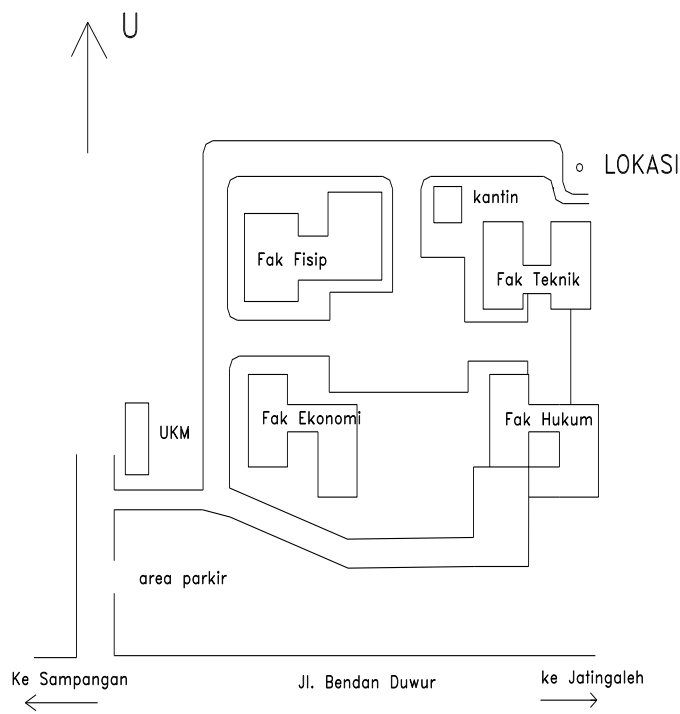 U
LOKASI
kantin
Fak Fisip
Fak Teknik
Fak Ekonomi
Fak Hukum
UKM
area parkir
Ke Sampangan
Jl. Bendan Duwur
ke Jatingaleh